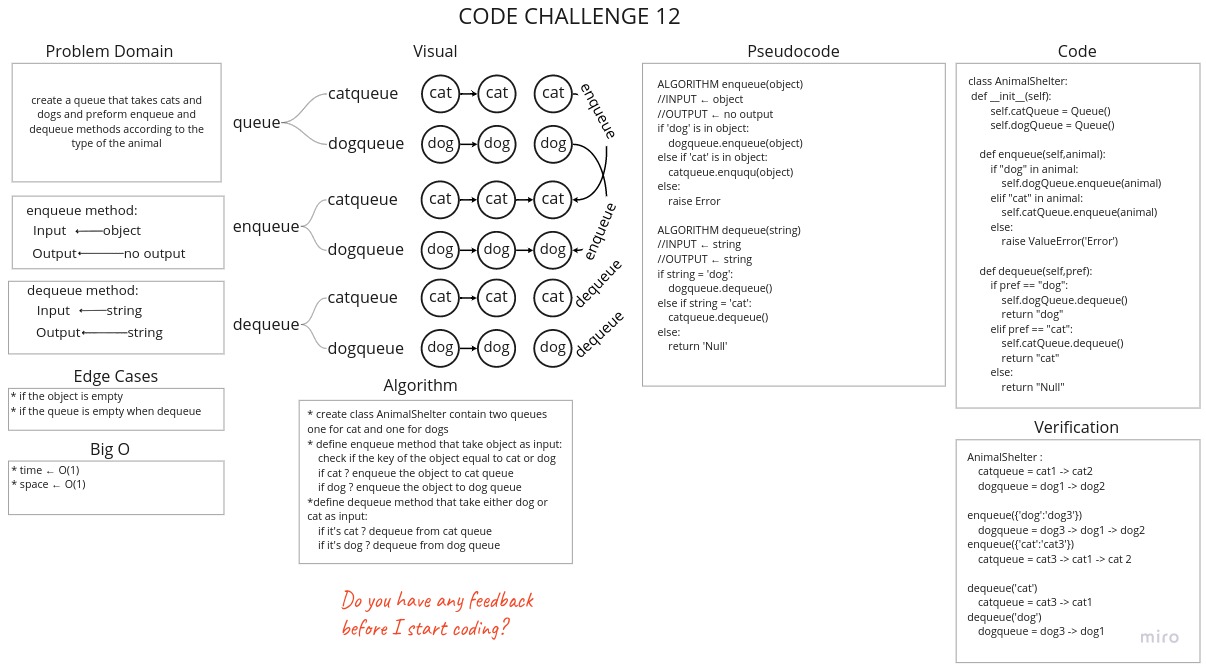 CODE CHALLENGE 12
Problem Domain
create a queue that takes cats and
dogs and preform enqueue and
dequeue methods according to the
type of the animal
enqueue method:
Input ←——object
Output←———no output
dequeue method:
Input ←——string
Output←———string
Edge Cases
* if the object is empty
* if the queue is empty when dequeue
Big O
* time ← O(1)
* space ← O(1)
Visual
queue
catqueue
cat cat cat
enqueue
dogqueue
dog dog dog
enqueue
catqueue
cat cat cat
dogqueue
dog dog dog
enqueue
dequeue
catqueue
cat cat cat
dequeue
dogqueue
dog dog dog
dequeue
Algorithm
* create class AnimalShelter contain two queues
one for cat and one for dogs
* define enqueue method that take object as input:
check if the key of the object equal to cat or dog
if cat ? enqueue the object to cat queue
if dog ? enqueue the object to dog queue
*define dequeue method that take either dog or
cat as input:
if it's cat ? dequeue from cat queue
if it's dog ? dequeue from dog queue
Do you have any feedback
before I start coding?
Pseudocode
ALGORITHM enqueue(object)
//INPUT ← object
//OUTPUT ← no output
if 'dog' is in object:
dogqueue.enqueue(object)
else if 'cat' is in object:
catqueue.enququ(object)
else:
raise Error
ALGORITHM dequeue(string)
//INPUT ← string
//OUTPUT ← string
if string = 'dog':
dogqueue.dequeue()
else if string = 'cat':
catqueue.dequeue()
else:
return 'Null'
Code
class AnimalShelter:
def __init__(self):
self.catQueue = Queue()
self.dogQueue = Queue()
def enqueue(self,animal):
if "dog" in animal:
self.dogQueue.enqueue(animal)
elif "cat" in animal:
self.catQueue.enqueue(animal)
else:
raise ValueError('Error')
def dequeue(self,pref):
if pref == "dog":
self.dogQueue.dequeue()
return "dog"
elif pref == "cat":
self.catQueue.dequeue()
return "cat"
else:
return "Null"
Verification
AnimalShelter :
catqueue = cat1 -> cat2
dogqueue = dog1 -> dog2
enqueue({'dog':'dog3'})
dogqueue = dog3 -> dog1 -> dog2
enqueue({'cat':'cat3'})
catqueue = cat3 -> cat1 -> cat 2
dequeue('cat')
catqueue = cat3 -> cat1
dequeue('dog')
dogqueue = dog3 -> dog1
miro